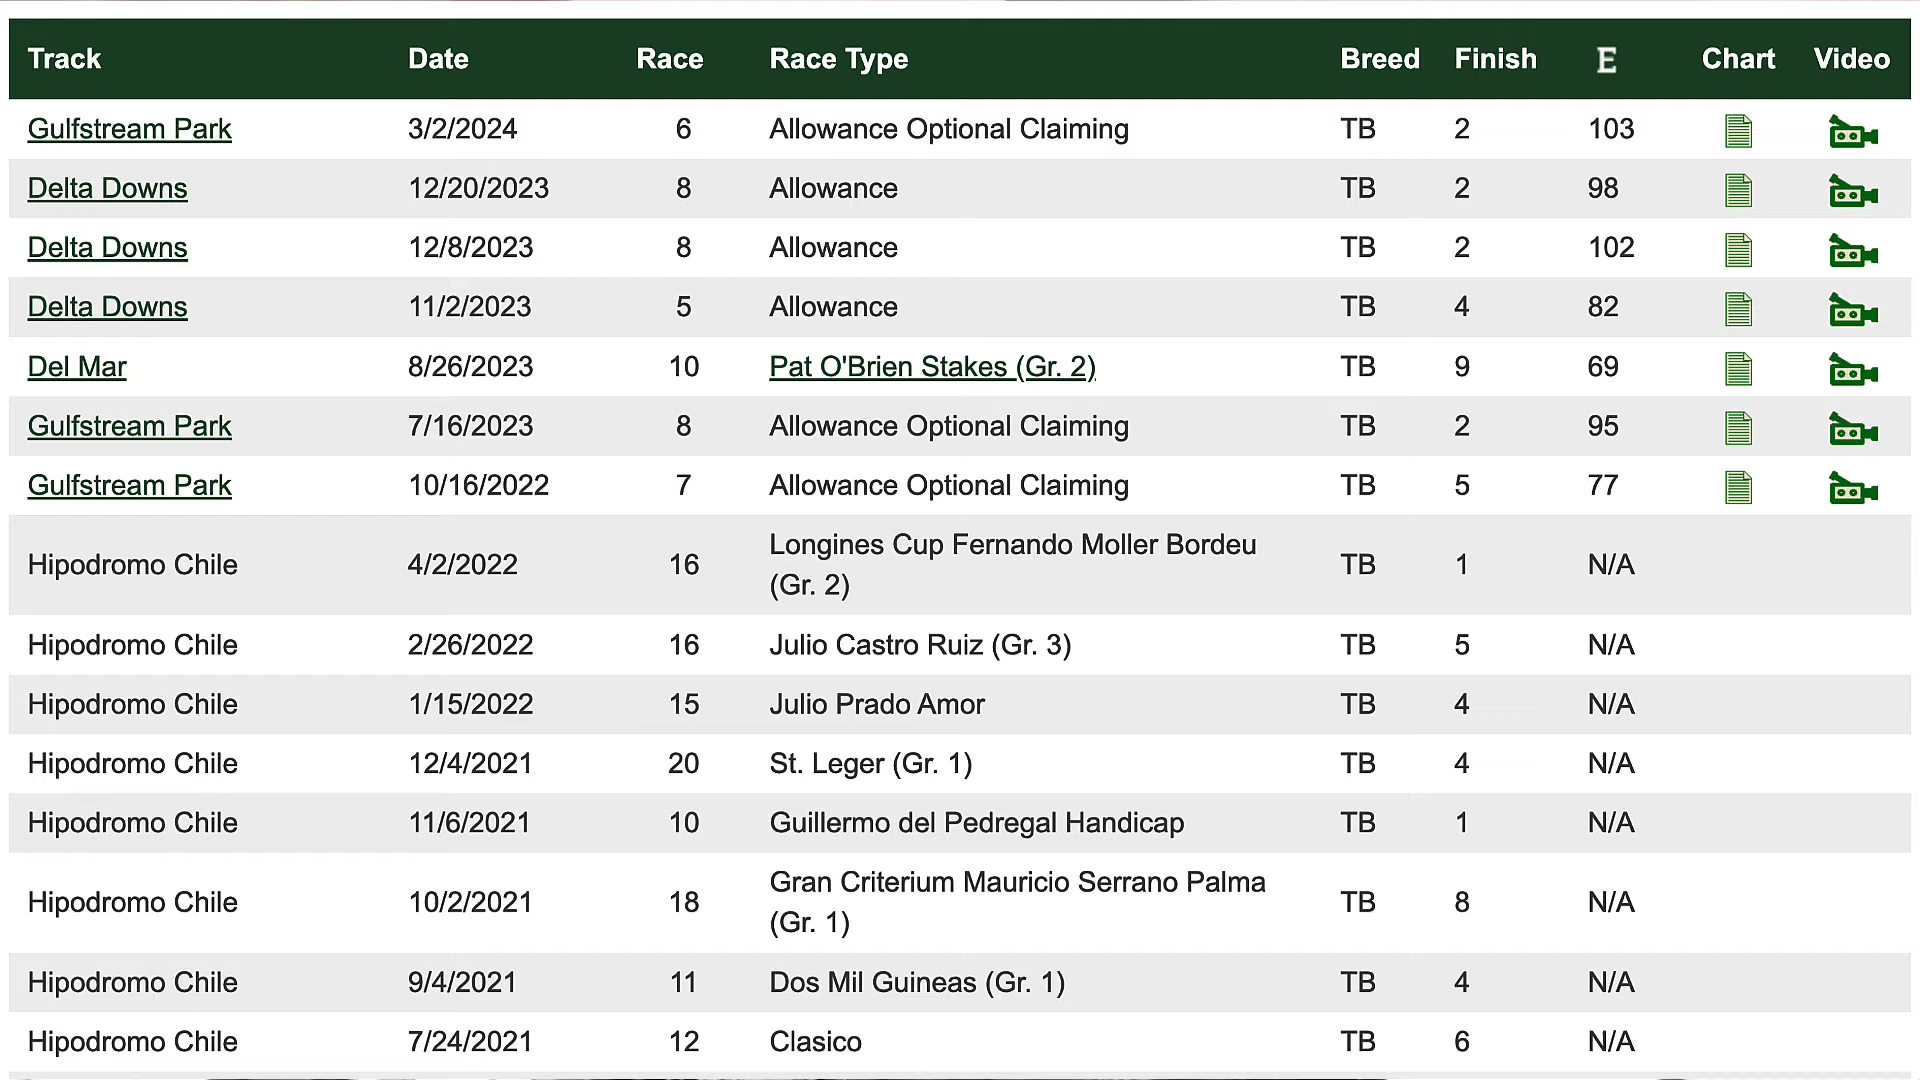 Track Date Race Race Type Breed Finish E Chart Video
Gulfstream Park 3/2/2024 6 Allowance Optional Claiming TB 2 103
Delta Downs 12/20/2023 8 Allowance TB 2 98
Delta Downs 12/8/2023 8 Allowance TB 2 102
Delta Downs 11/2/2023 5 Allowance TB 4 82
Del Mar 8/26/2023 10 Pat O'Brien Stakes (Gr. 2) TB 9 69
Gulfstream Park 7/16/2023 8 Allowance Optional Claiming TB 2 95
Gulfstream Park 10/16/2022 7 Allowance Optional Claiming TB 5 77
Hipodromo Chile 4/2/2022 16 Longines Cup Fernando Moller Bordeu TB 1 N/A
(Gr. 2)
Hipodromo Chile 2/26/2022 16 Julio Castro Ruiz (Gr. 3) TB 5 N/A
Hipodromo Chile 1/15/2022 15 Julio Prado Amor TB 4 N/A
Hipodromo Chile 12/4/2021 20 St. Leger (Gr. 1) TB 4 N/A
Hipodromo Chile 11/6/2021 10 Guillermo del Pedregal Handicap TB 1 N/A
Hipodromo Chile 10/2/2021 18 Gran Criterium Mauricio Serrano Palma TB 8 N/A
(Gr. 1)
Hipodromo Chile 9/4/2021 11 Dos Mil Guineas (Gr. 1) TB 4 N/A
Hipodromo Chile 7/24/2021 12 Clasico TB 6 N/A